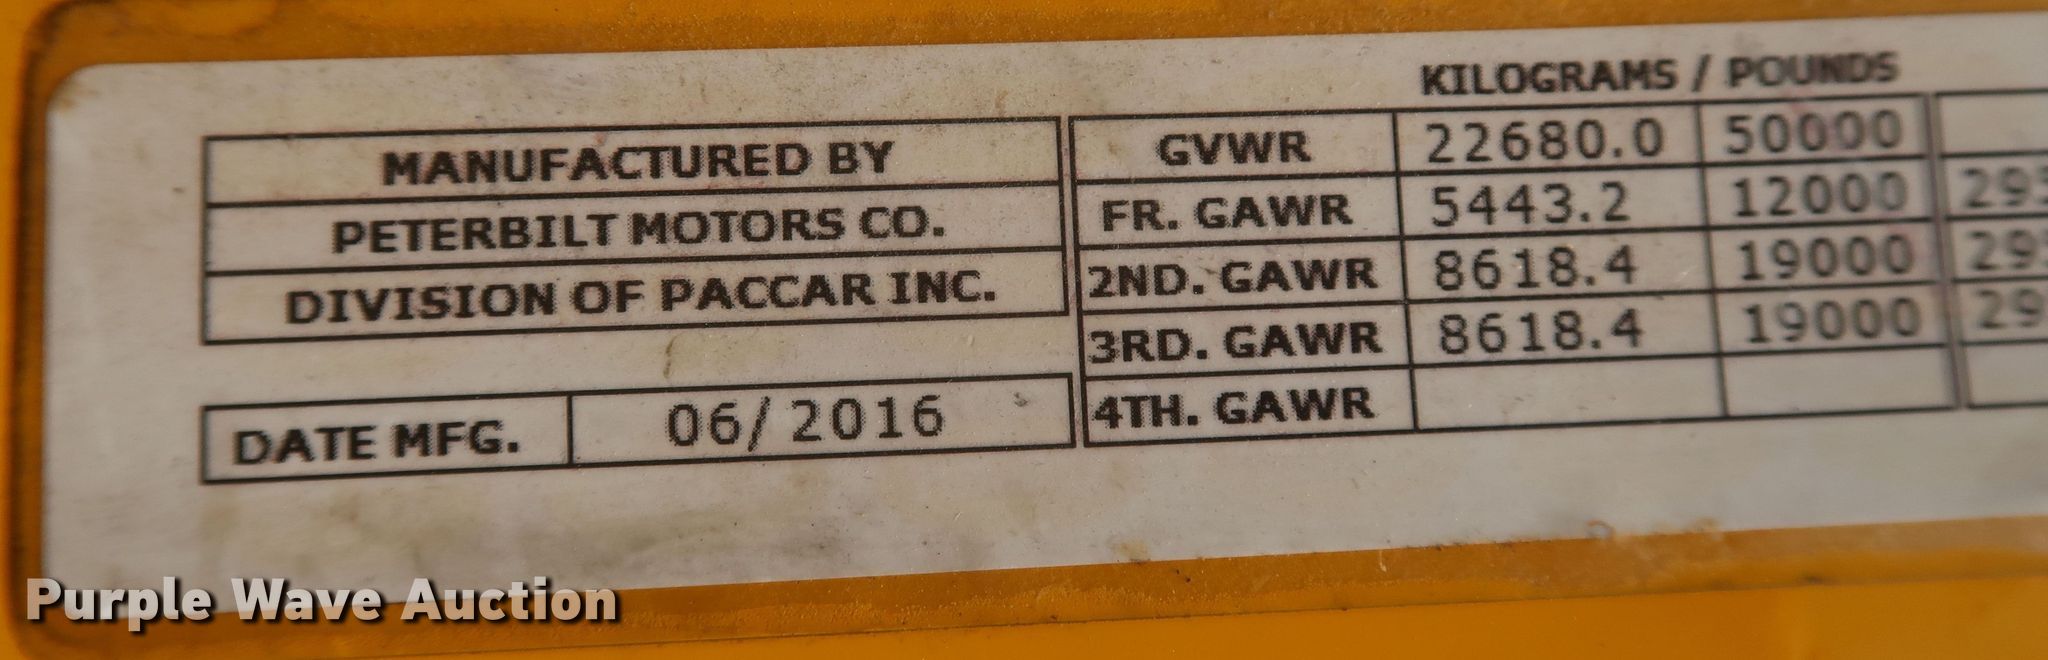 KILOGRAMS / POUNDS
MANUFACTURED BY
PETERBILT MOTORS CO.
DIVISION OF PACCAR INC.
DATE MFG. 06/2016
GVWR 22680.0 50000
FR. GAWR 5443.2 12000
2ND. GAWR 8618.4 19000
3RD. GAWR 8618.4 19000
4TH. GAWR
Purple Wave Auction